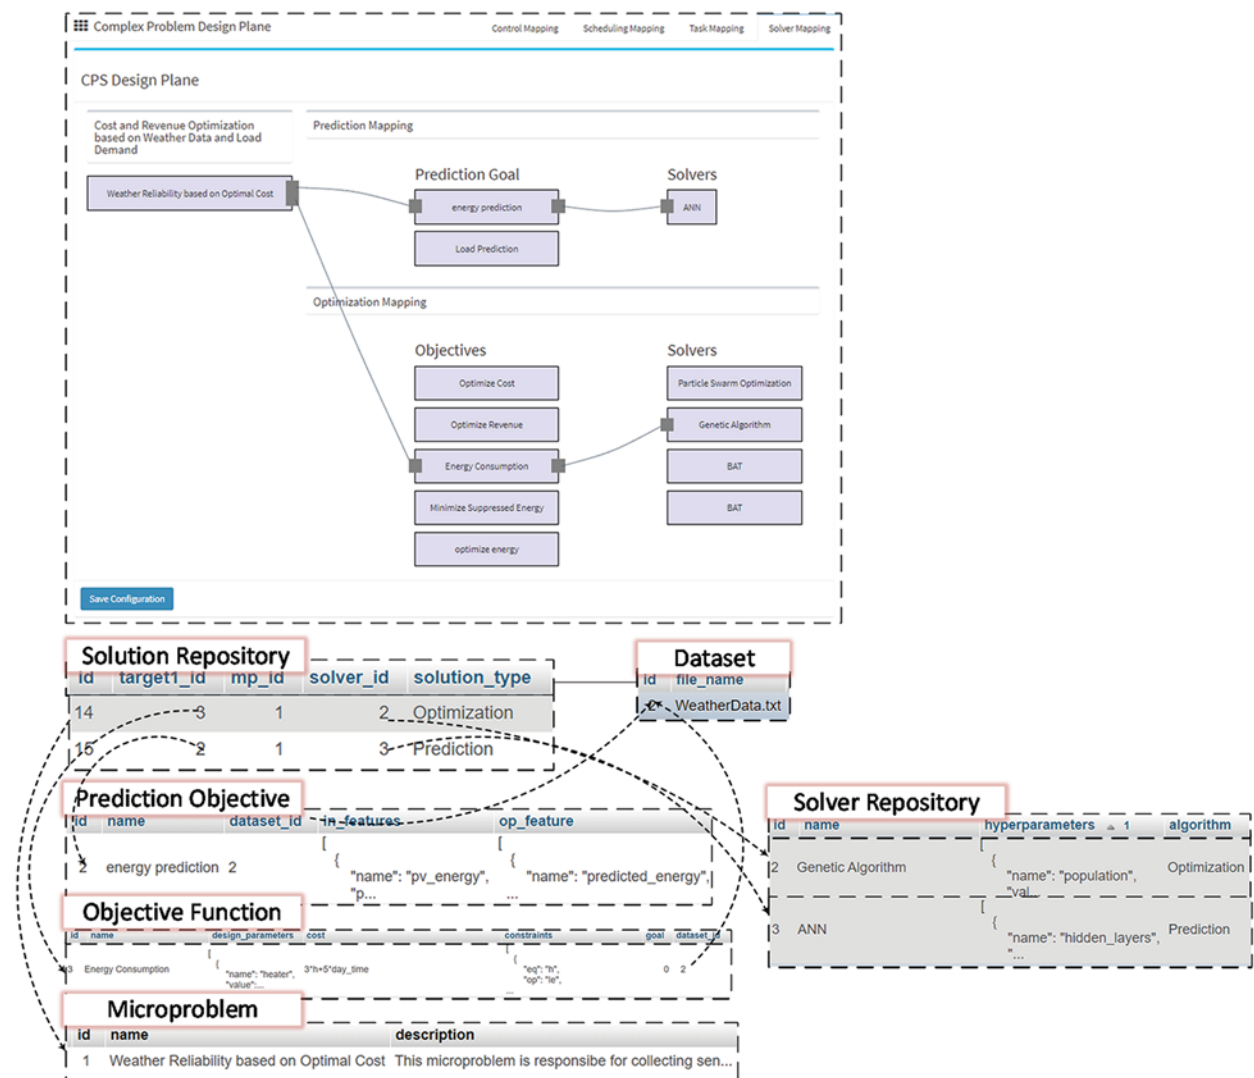 Complex Problem Design Plane
Control Mapping Scheduling Mapping Task Mapping Solver Mapping
CPS Design Plane
Cost and Revenue Optimization
based on Weather Data and Load
Demand
Prediction Mapping
Weather Reliability based on Optimal Cost
Prediction Goal Solvers
energy prediction ANN
Load Prediction
Optimization Mapping
Objectives Solvers
Optimize Cost Particle Swarm Optimization
Optimize Revenue Genetic Algorithm
Energy Consumption BAT
Minimize Suppressed Energy BAT
optimize energy
Save Configuration
Solution Repository
id target1_id mp_id solver_id solution_type
14 3 1 2 Optimization
15 2 1 3 Prediction
Dataset
id file_name
2 WeatherData.txt
Prediction Objective
id name dataset_id in_features op_feature
[ [
{ {
2 energy prediction 2 "name": "pv_energy", "name": "predicted_energy",
"p... ...
Solver Repository
id name hyperparameters 1 algorithm
[
{
2 Genetic Algorithm "name": "population", Optimization
"val...
[
{
3 ANN "name": "hidden_layers", Prediction
"...
Objective Function
id name design_parameters cost constraints goal dataset_id
[ [
{ {
3 Energy Consumption "name": "heater", 3*h+5*day_time "eq": "h", 0 2
"value":... "op": "le",
...
Microproblem
id name description
1 Weather Reliability based on Optimal Cost This microproblem is responsibe for collecting sen...